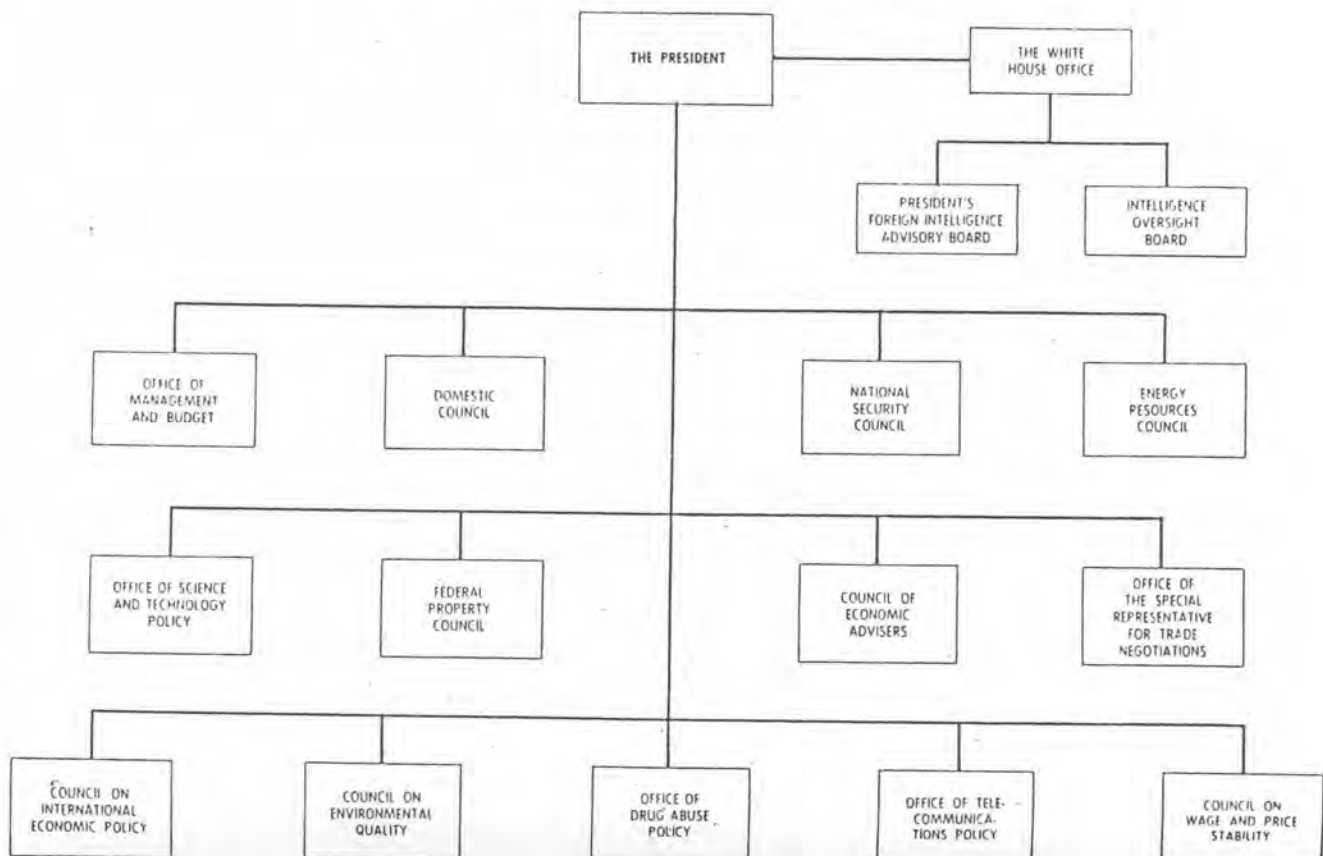 THE PRESIDENT
THE WHITE
HOUSE OFFICE
PRESIDENT'S
FOREIGN INTELLIGENCE
ADVISORY BOARD
INTELLIGENCE
OVERSIGHT
BOARD
OFFICE OF
MANAGEMENT
AND BUDGET
DOMESTIC
COUNCIL
NATIONAL
SECURITY
COUNCIL
ENERGY
RESOURCES
COUNCIL
OFFICE OF SCIENCE
AND TECHNOLOGY
POLICY
FEDERAL
PROPERTY
COUNCIL
COUNCIL OF
ECONOMIC
ADVISERS
OFFICE OF
THE SPECIAL
REPRESENTATIVE
FOR TRADE
NEGOTIATIONS
COUNCIL ON
INTERNATIONAL
ECONOMIC POLICY
COUNCIL ON
ENVIRONMENTAL
QUALITY
OFFICE OF
DRUG ABUSE
POLICY
OFFICE OF TELE-
COMMUNICA-
TIONS POLICY
COUNCIL ON
WAGE AND PRICE
STABILITY